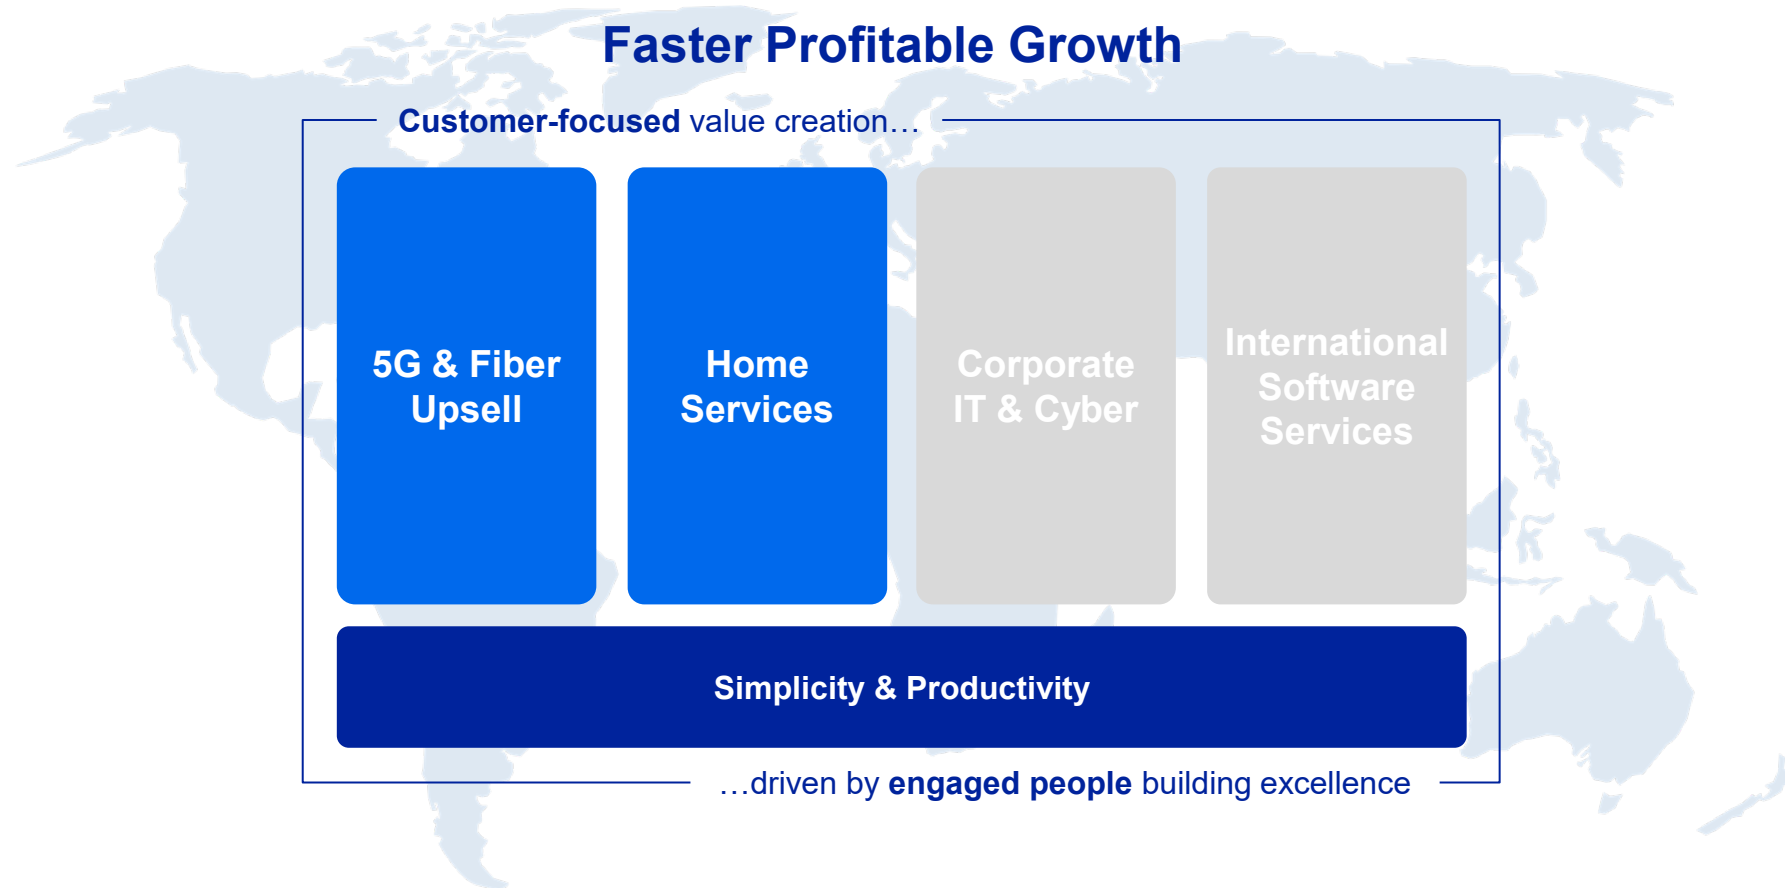 Faster Profitable Growth
Customer-focused value creation…
5G & Fiber
Upsell
Home
Services
Corporate
IT & Cyber
International
Software
Services
Simplicity & Productivity
…driven by engaged people building excellence